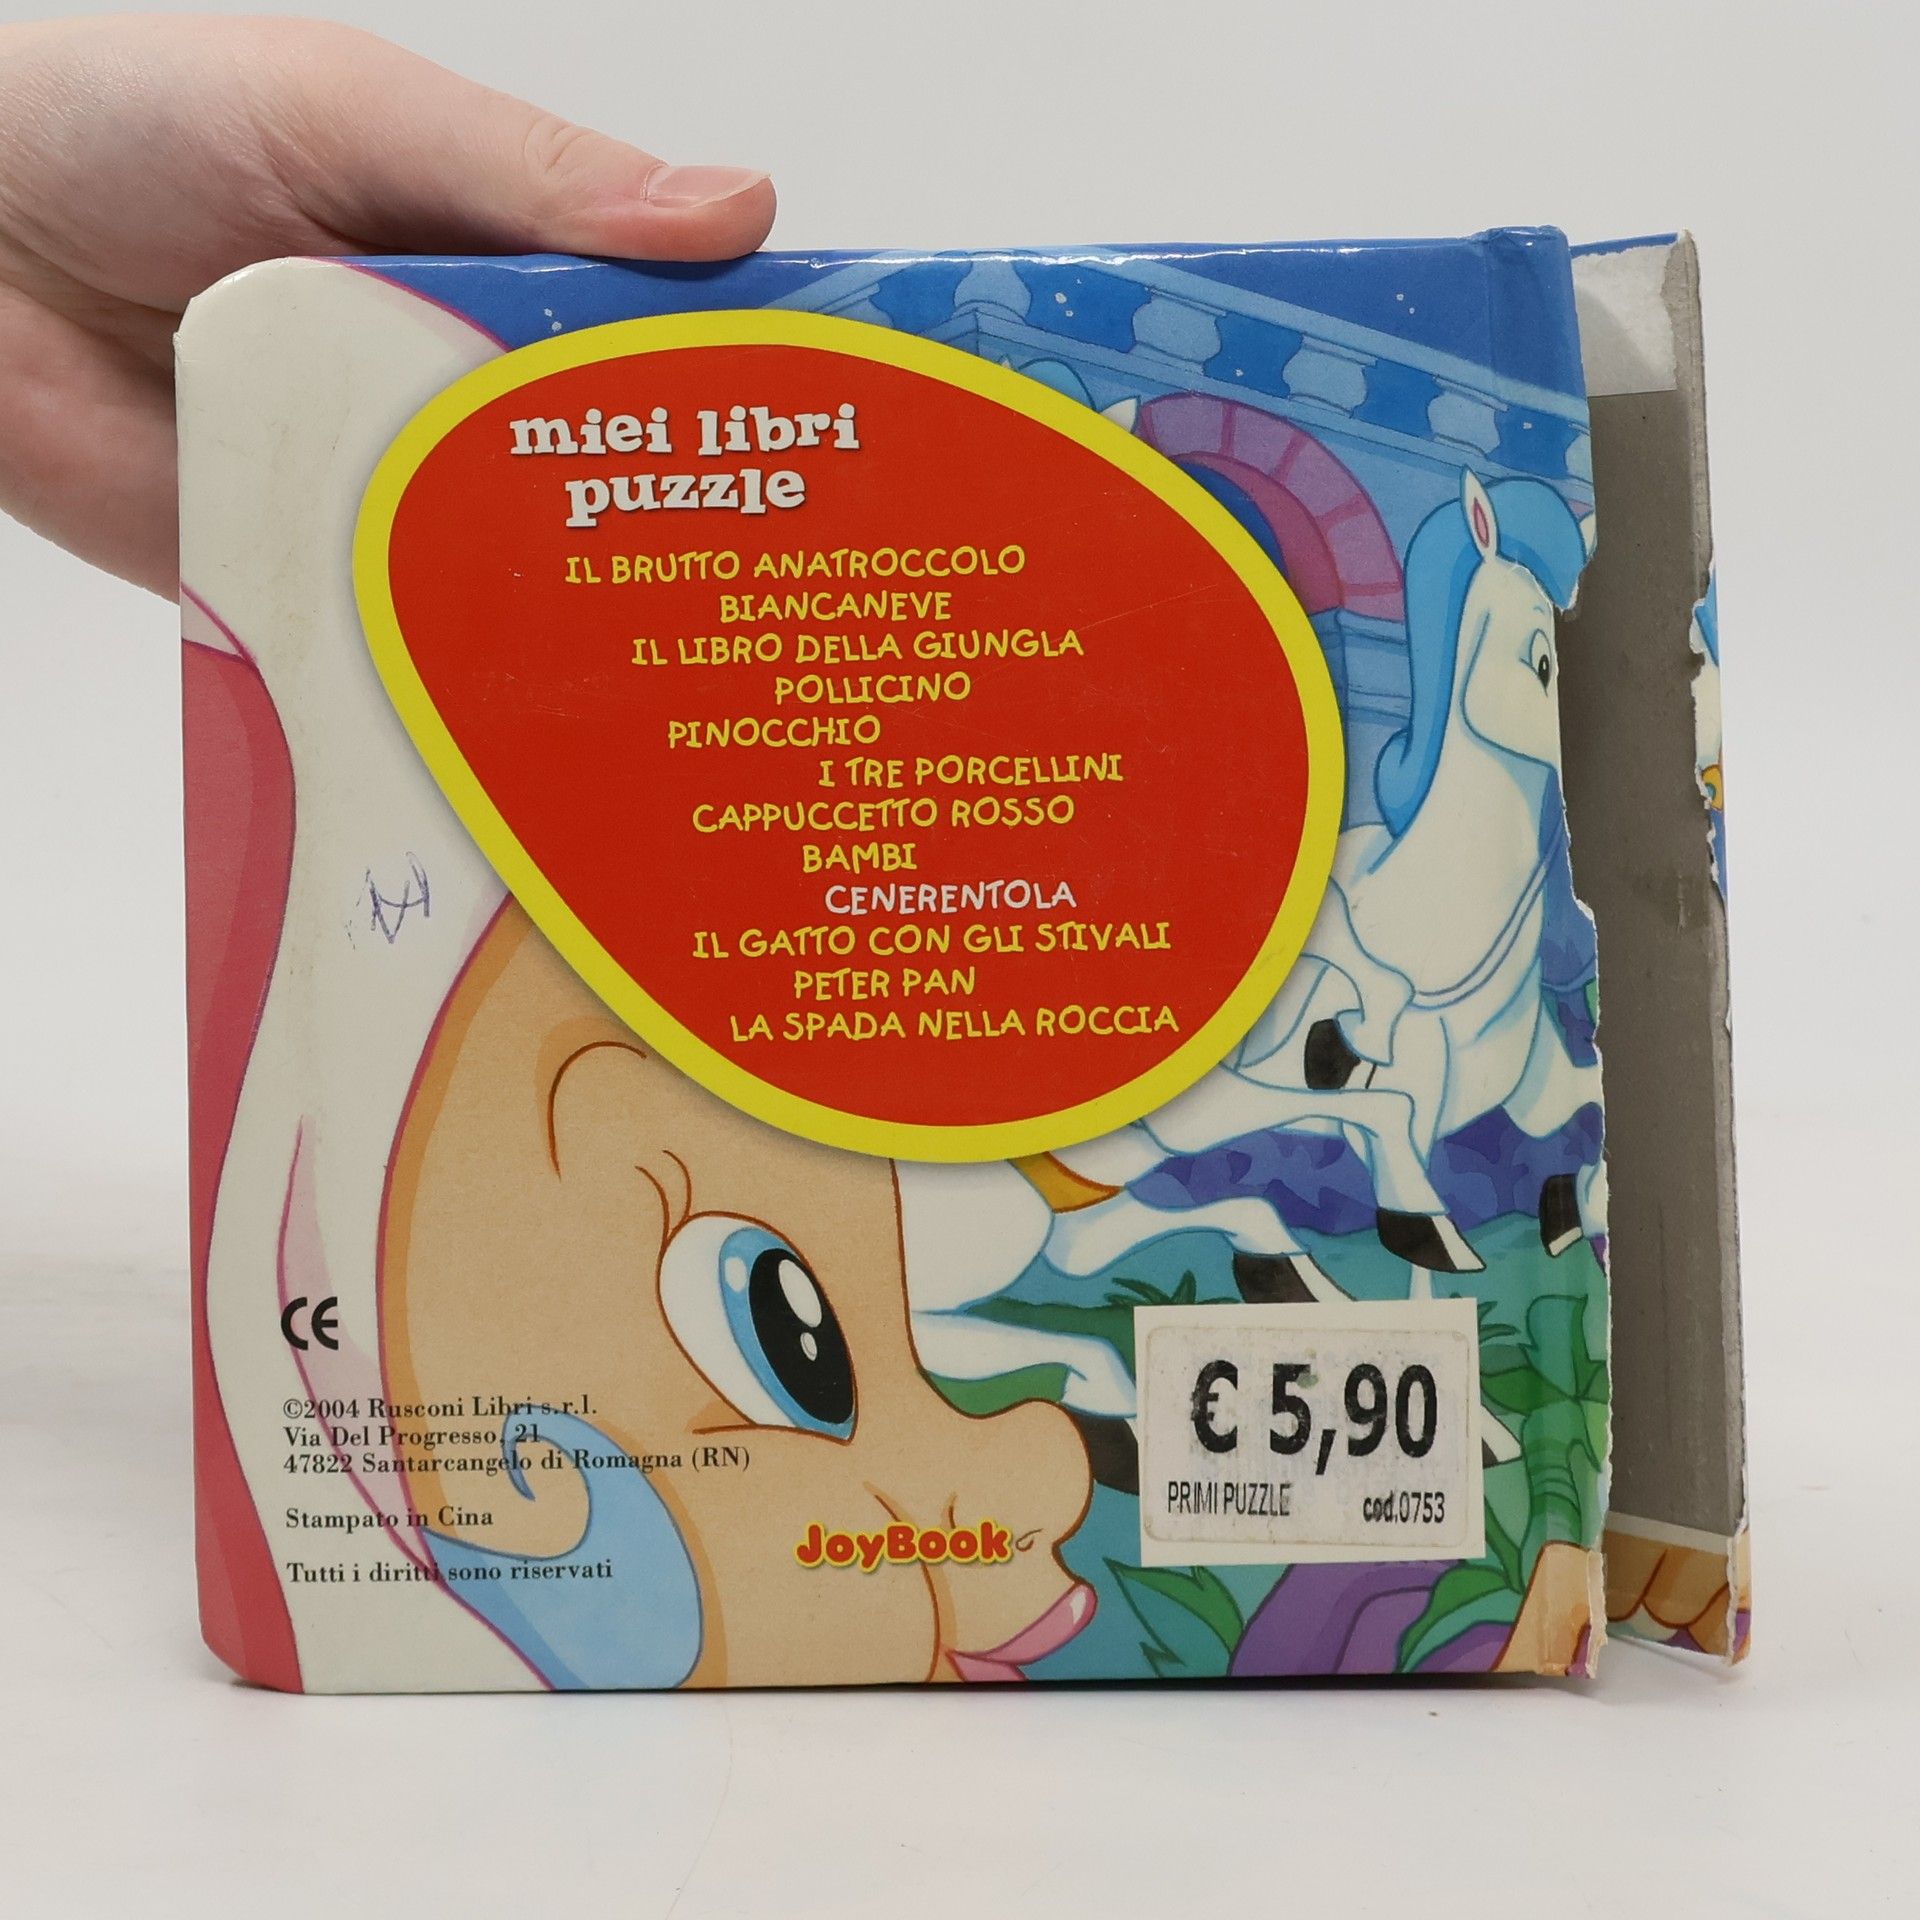 miei libri
puzzle
IL BRUTTO ANATROCCOLO
BIANCANEVE
IL LIBRO DELLA GIUNGLA
POLLICINO
PINOCCHIO
I TRE PORCELLINI
CAPPUCCETTO ROSSO
BAMBI
CENERENTOLA
IL GATTO CON GLI STIVALI
PETER PAN
LA SPADA NELLA ROCCIA
CE
©2004 Rusconi Libri s.r.l.
Via Del Progresso, 21
47822 Santarcangelo di Romagna (RN)
Stampato in Cina
Tutti i diritti sono riservati
JoyBook
€ 5,90
PRIMI PUZZLE cod.0753